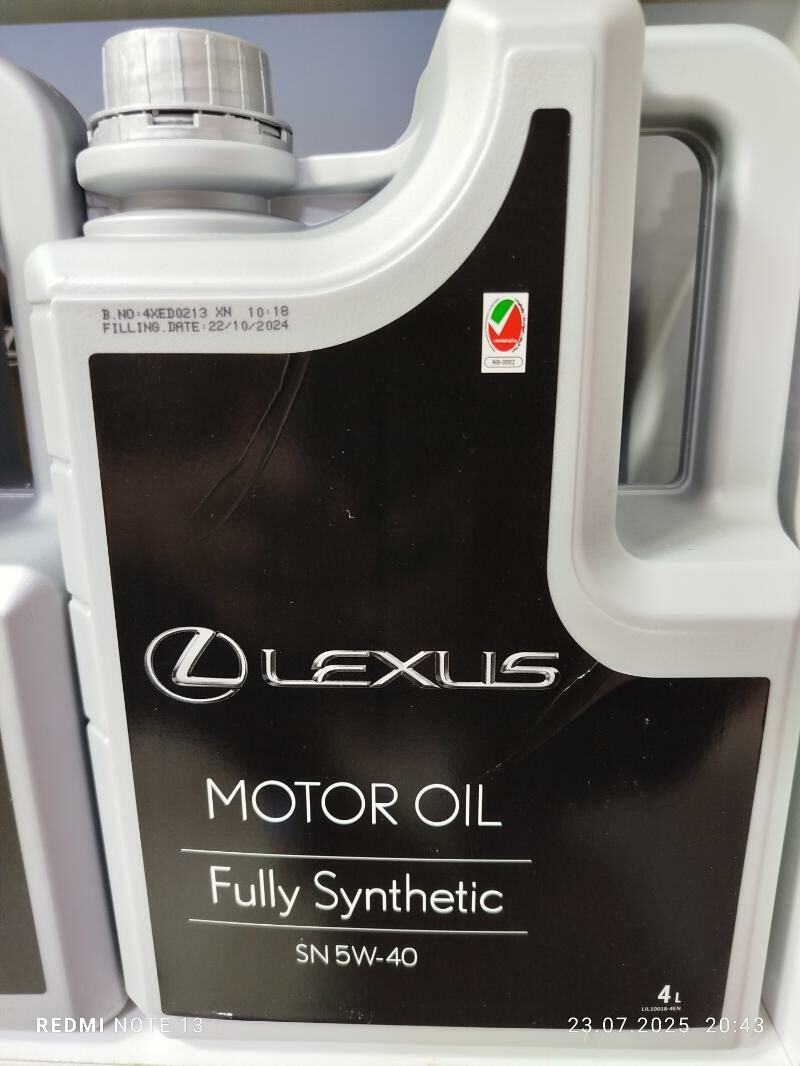 B.NO:4XED0213 XN 10:18
FILLING.DATE:22/10/2024
LEXUS
MOTOR OIL
Fully Synthetic
SN 5W-40
4 L
REDMI NOTE 13
23.07.2025 20:43